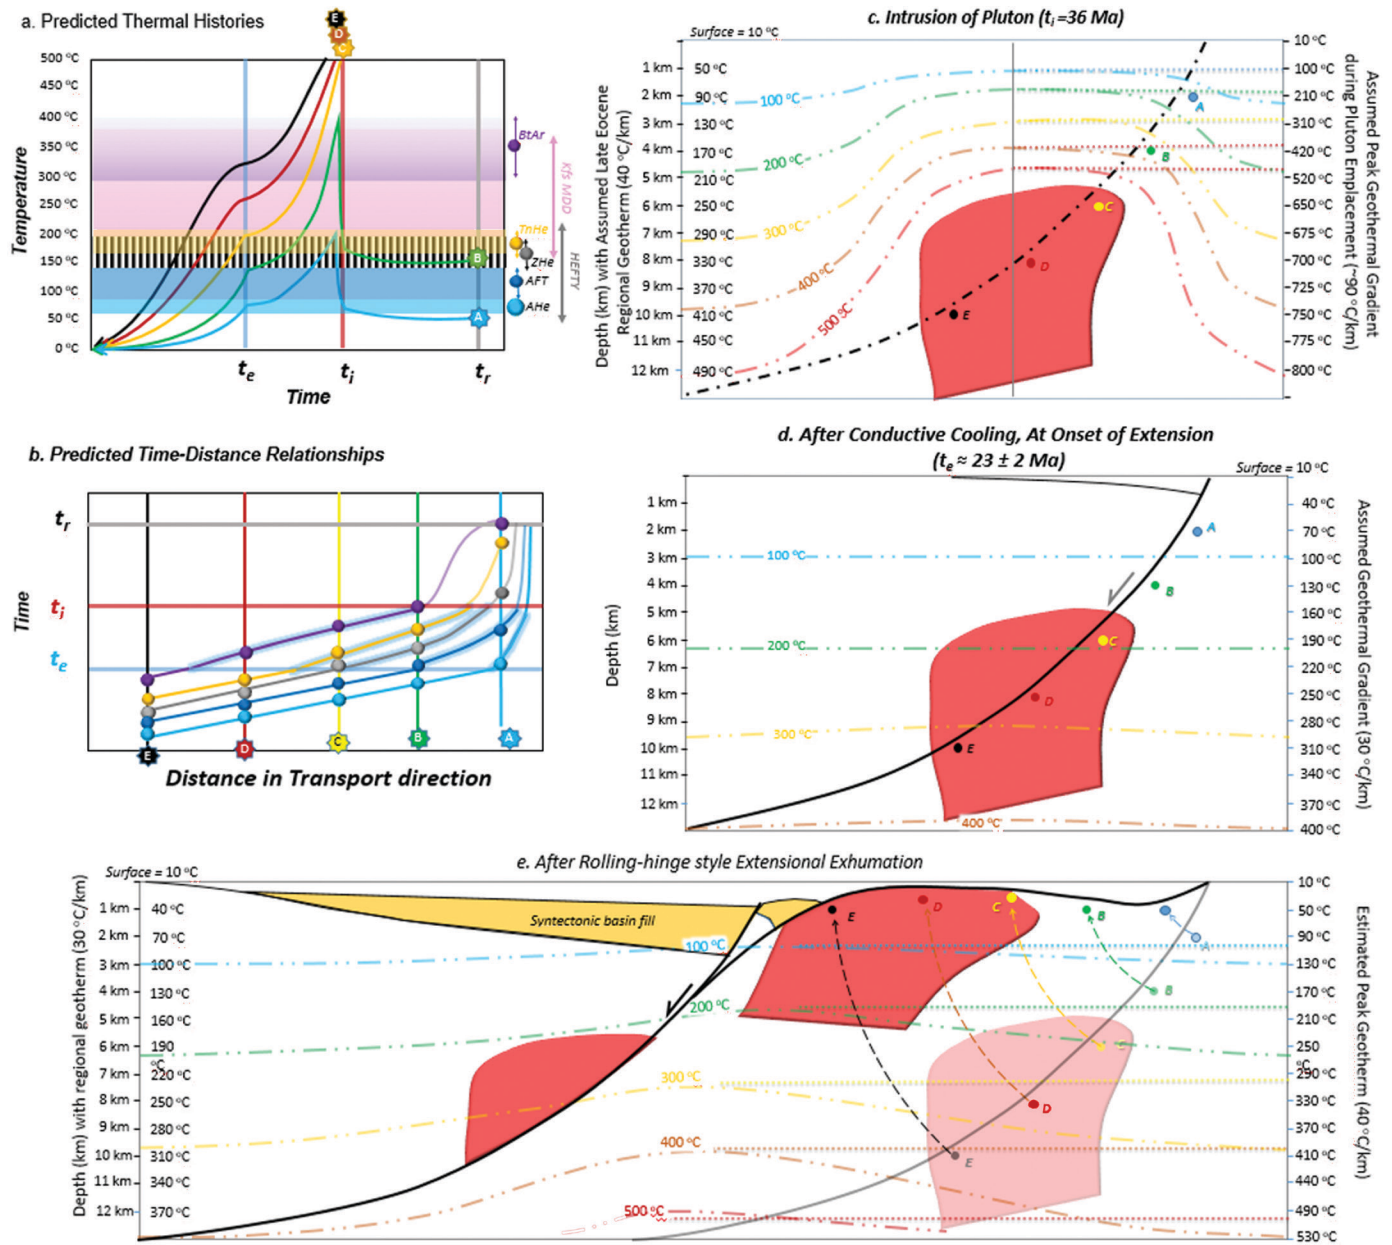 a. Predicted Thermal Histories
E
D
C
500 °C
450 °C
400 °C
350 °C
300 °C
250 °C
200 °C
150 °C
100 °C
50 °C
0 °C
Temperature
BtAr
kfs MDD
TnHe
ZHe
HEFTY
AFT
AHe
B
A
te
ti
tr
Time
b. Predicted Time-Distance Relationships
tr
ti
te
Time
E
D
C
B
A
Distance in Transport direction
c. Intrusion of Pluton (ti =36 Ma)
Surface = 10 °C
Depth (km) with Assumed Late Eocene
Regional Geotherm (40 °C/km)
1 km 50 °C
2 km 90 °C
3 km 130 °C
4 km 170 °C
5 km 210 °C
6 km 250 °C
7 km 290 °C
8 km 330 °C
9 km 370 °C
10 km 410 °C
11 km 450 °C
12 km 490 °C
100 °C
200 °C
300 °C
400 °C
500 °C
A
B
C
D
E
10 °C
100 °C
210 °C
310 °C
420 °C
520 °C
650 °C
675 °C
700 °C
725 °C
750 °C
775 °C
800 °C
Assumed Peak Geothermal Gradient
during Pluton Emplacement (~90 °C/km)
d. After Conductive Cooling, At Onset of Extension
(te ≈ 23 ± 2 Ma)
Surface = 10 °C
Depth (km)
1 km
2 km
3 km
4 km
5 km
6 km
7 km
8 km
9 km
10 km
11 km
12 km
100 °C
200 °C
300 °C
400 °C
A
B
C
D
E
10 °C
40 °C
70 °C
100 °C
130 °C
160 °C
190 °C
220 °C
250 °C
280 °C
310 °C
340 °C
370 °C
400 °C
Assumed Geothermal Gradient (30 °C/km)
e. After Rolling-hinge style Extensional Exhumation
Surface = 10 °C
Depth (km) with regional geotherm (30 °C/km)
1 km 40 °C
2 km 70 °C
3 km 100 °C
4 km 130 °C
5 km 160 °C
6 km 190
°C
7 km 220 °C
8 km 250 °C
9 km 280 °C
10 km 310 °C
11 km 340 °C
12 km 370 °C
Syntectonic basin fill
100 °C
200 °C
300 °C
400 °C
500 °C
E
D
C
B
A
B
C
D
E
10 °C
50 °C
90 °C
130 °C
170 °C
210 °C
250
°C
290 °C
330 °C
370 °C
410 °C
440 °C
490 °C
530 °C
Estimated Peak Geotherm (40 °C/km)